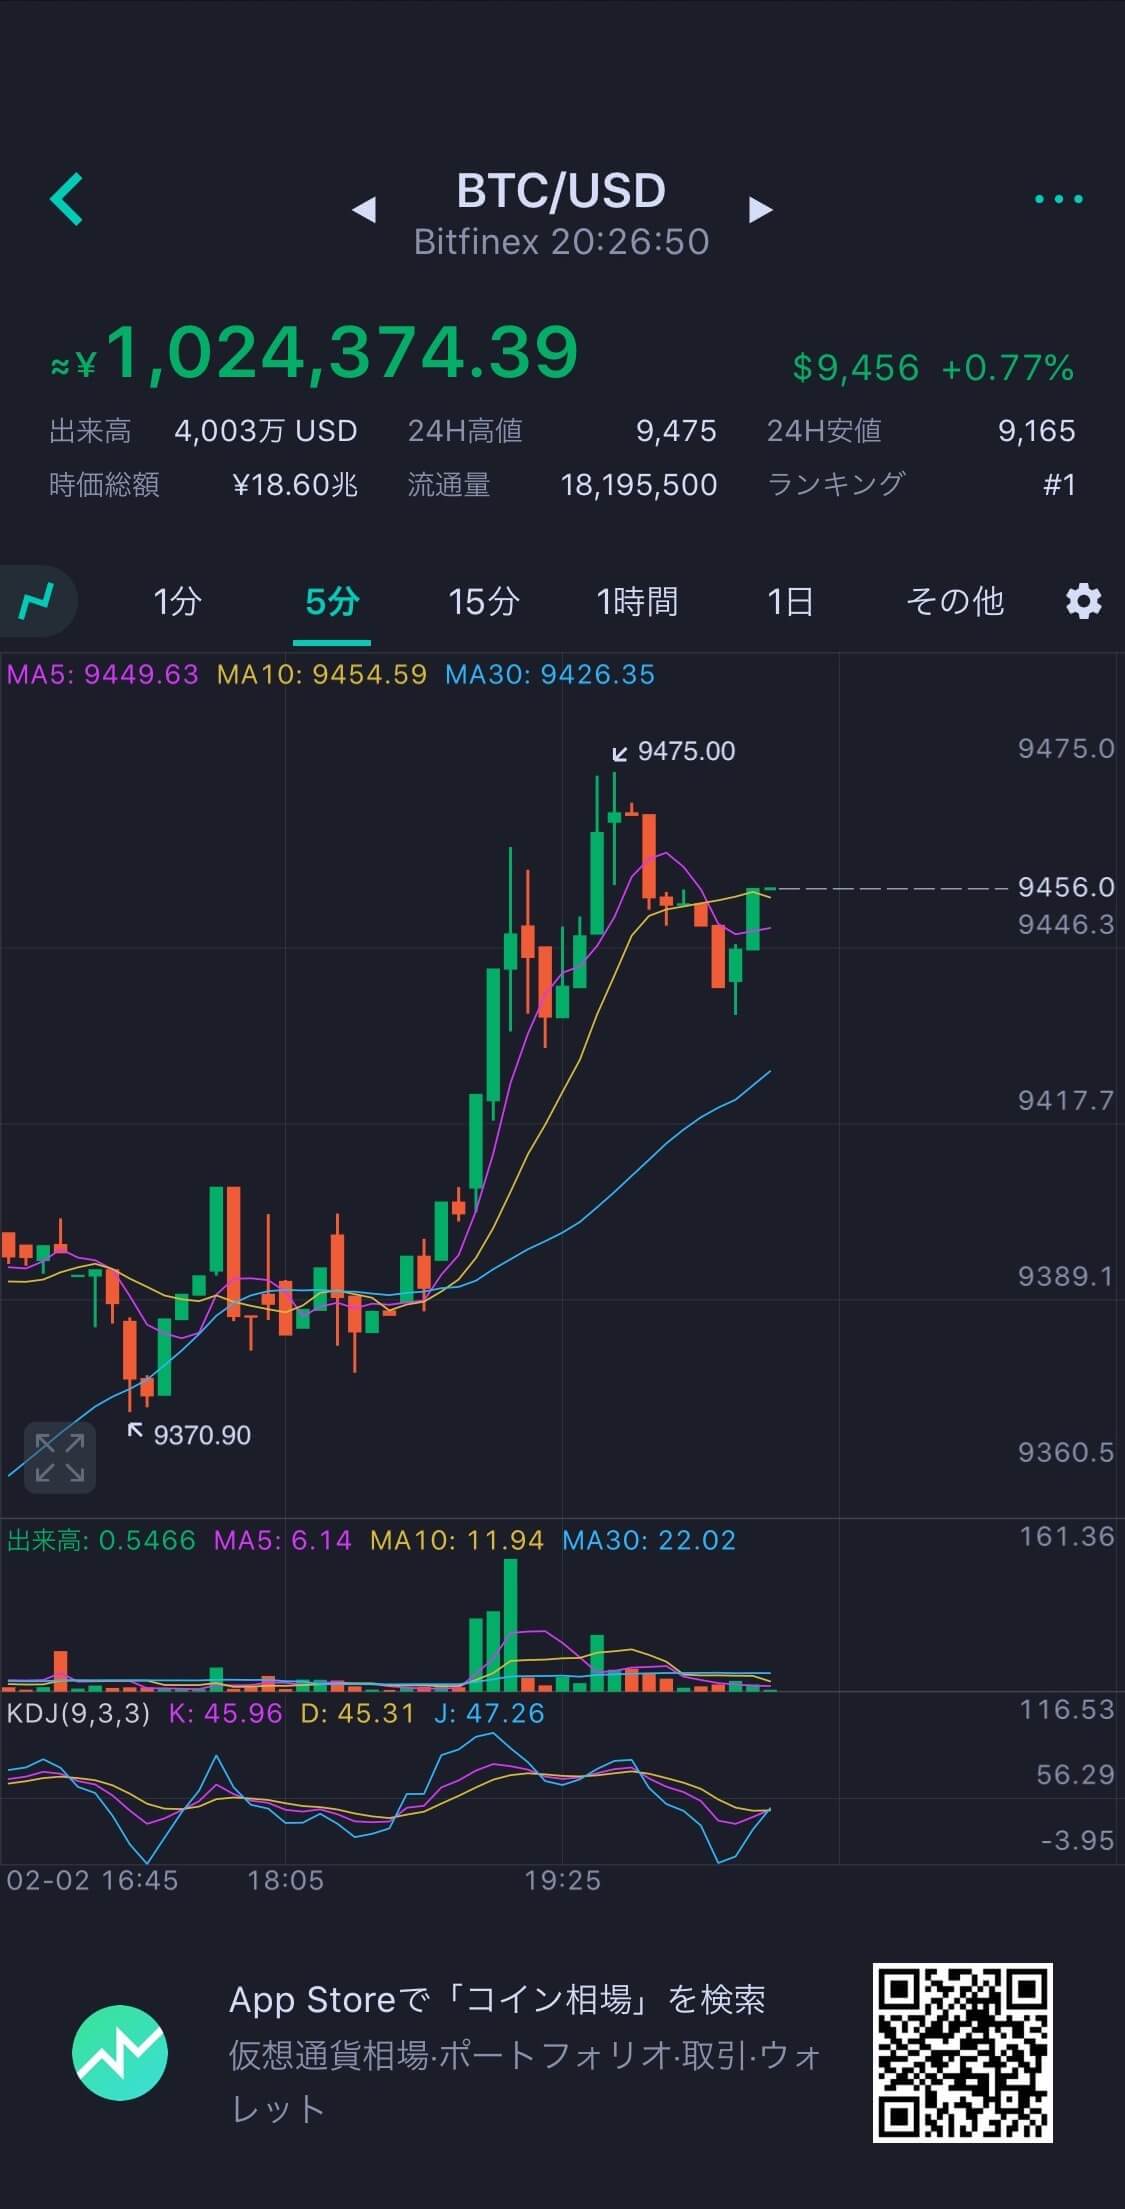 BTC/USD
Bitfinex 20:26:50
≈¥1,024,374.39 $9,456 +0.77%
出来高 4,003万 USD 24H高値 9,475 24H安値 9,165
時価総額 ¥18.60兆 流通量 18,195,500 ランキング #1
1分 5分 15分 1時間 1日 その他
MA5: 9449.63 MA10: 9454.59 MA30: 9426.35
9475.00
9475.0
9456.0
9446.3
9417.7
9389.1
9370.90
9360.5
出来高: 0.5466 MA5: 6.14 MA10: 11.94 MA30: 22.02
161.36
KDJ(9,3,3) K: 45.96 D: 45.31 J: 47.26
116.53
56.29
-3.95
02-02 16:45 18:05 19:25
App Storeで「コイン相場」を検索
仮想通貨相場·ポートフォリオ·取引·ウォ
レット